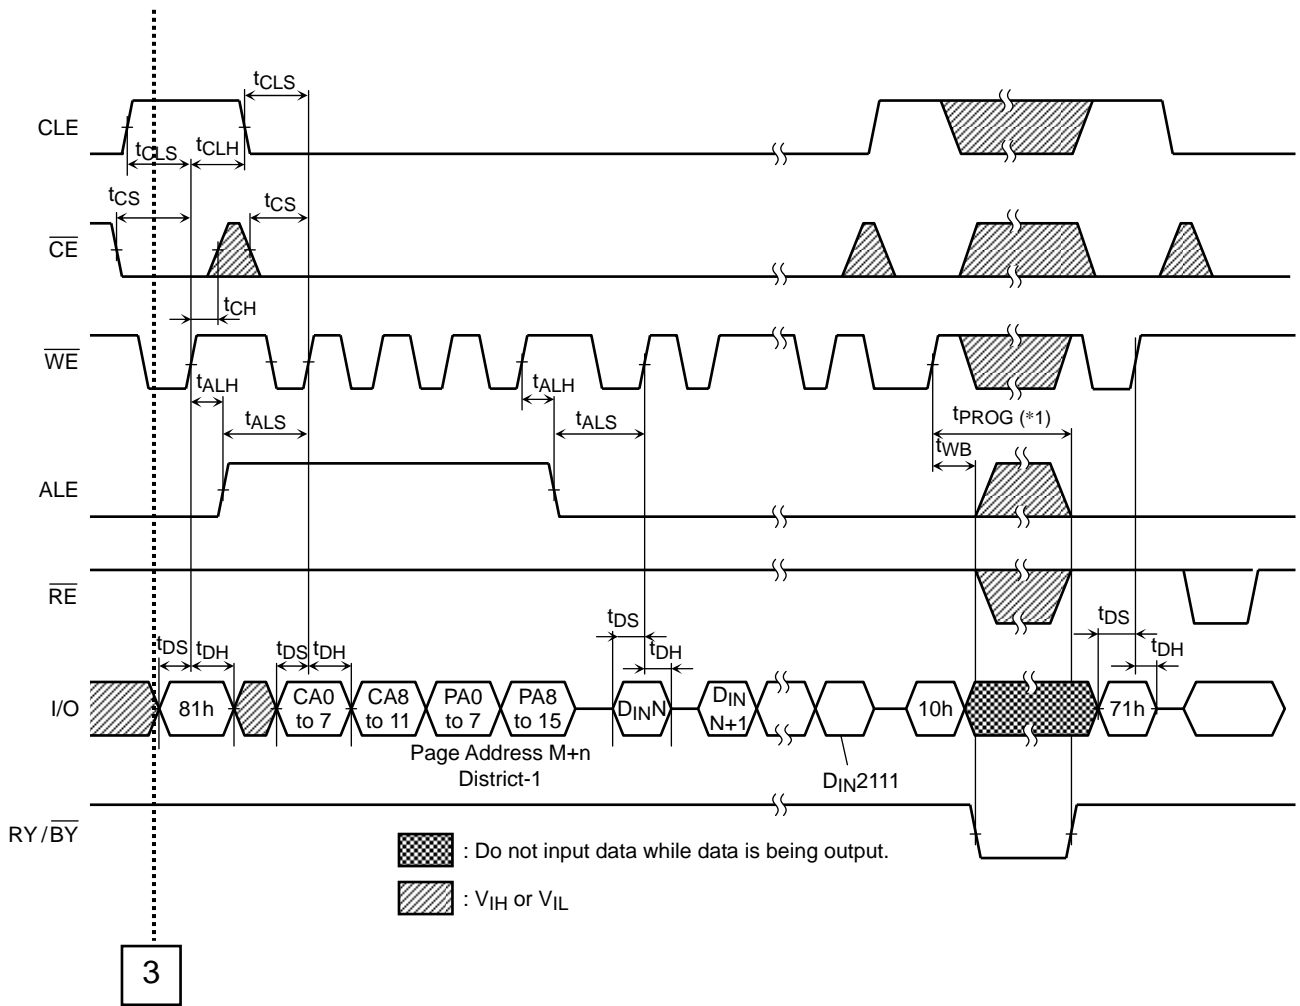 tCLS
CLE
tCLS tCLH
tCS tCS
CE
tCH
WE
tALH tALH
tALS tALS tPROG (*1)
tWB
ALE
RE
tDS tDH tDS tDH tDS tDH tDS tDH
I/O 81h CA0 to 7 CA8 to 11 PA0 to 7 PA8 to 15 DINN DIN N+1 10h 71h
Page Address M+n
District-1
DIN2111
RY/BY
: Do not input data while data is being output.
: VIH or VIL
3